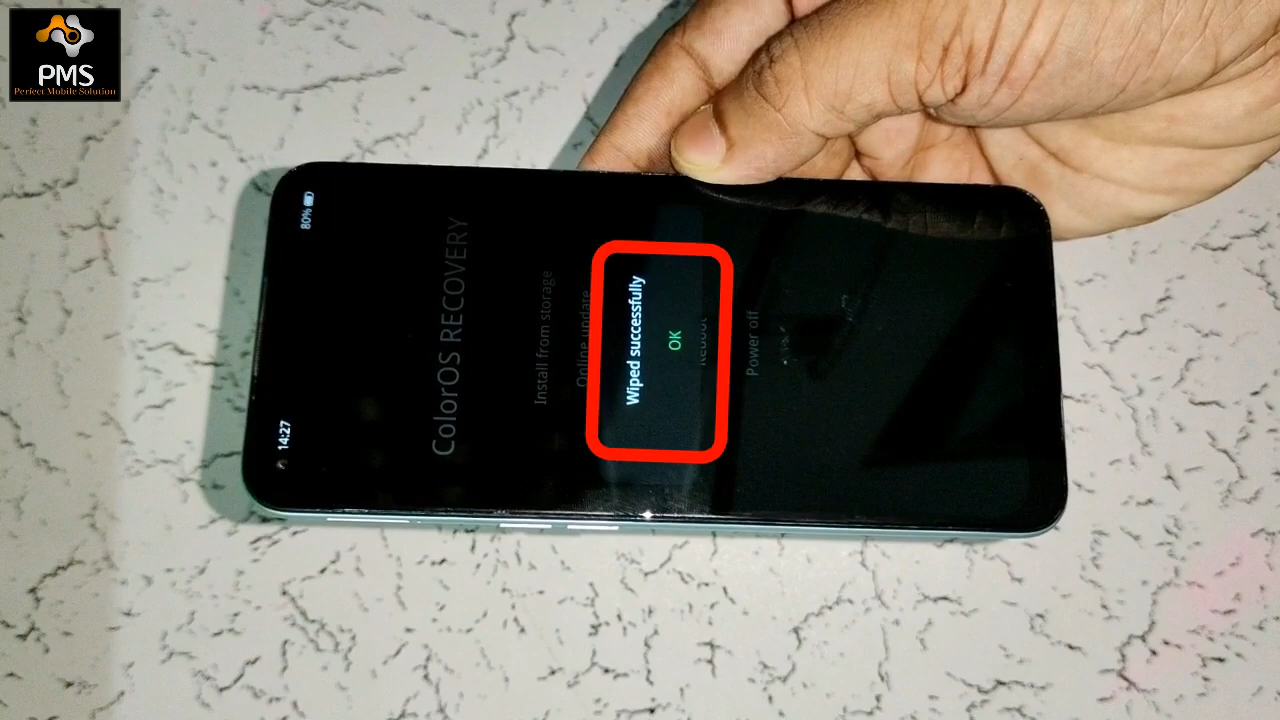 PMS
Perfect Mobile Solution
14:27
80%
ColorOS RECOVERY
Install from storage
Online update
Wiped successfully
OK
Reboot
Power off